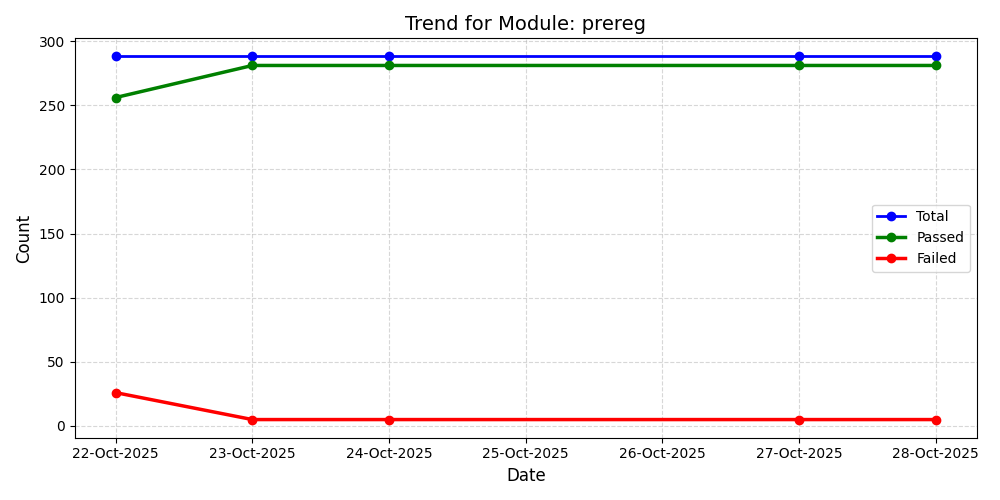 Trend for Module: prereg
300
250
200
150
100
50
0
Count
Total
Passed
Failed
22-Oct-2025 23-Oct-2025 24-Oct-2025 25-Oct-2025 26-Oct-2025 27-Oct-2025 28-Oct-2025
Date